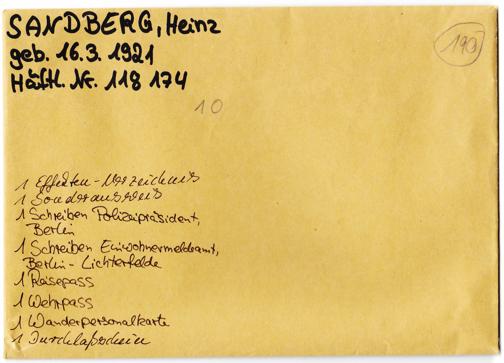 SANDBERG, Heinz
geb. 16.3.1921
Häftl. Nr. 118 174
190
10
1 Effekten-Verzeichnis
1 Sonderausweis
1 Schreiben Polizeipräsident,
Berlin
1 Schreiben Einwohnermeldeamt,
Berlin-Lichterfelde
1 Reisepass
1 Wehrpass
1 Wanderpersonalkarte
1 Durchlaßschein